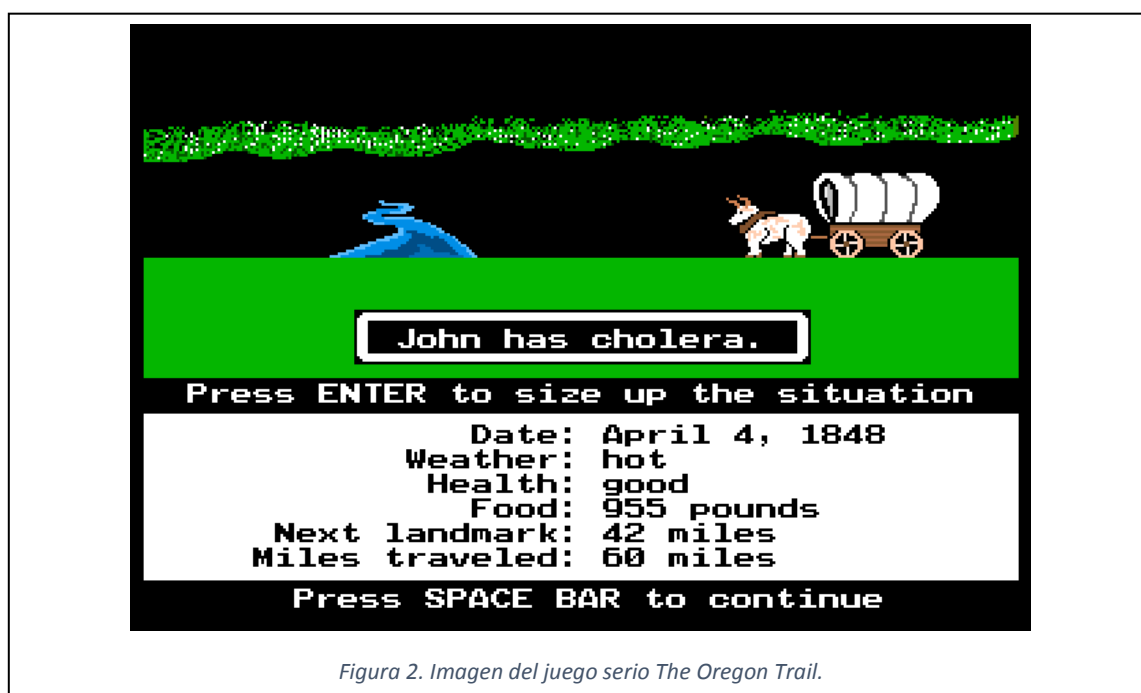 John has cholera.
Press ENTER to size up the situation
Date: April 4, 1848
Weather: hot
Health: good
Food: 955 pounds
Next landmark: 42 miles
Miles traveled: 60 miles
Press SPACE BAR to continue
Figura 2. Imagen del juego serio The Oregon Trail.